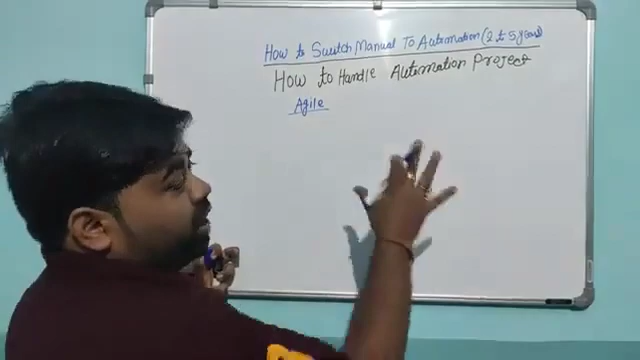 How to Switch Manual To Automation (2 to 5 years)
How to Handle Automation Project
Agile